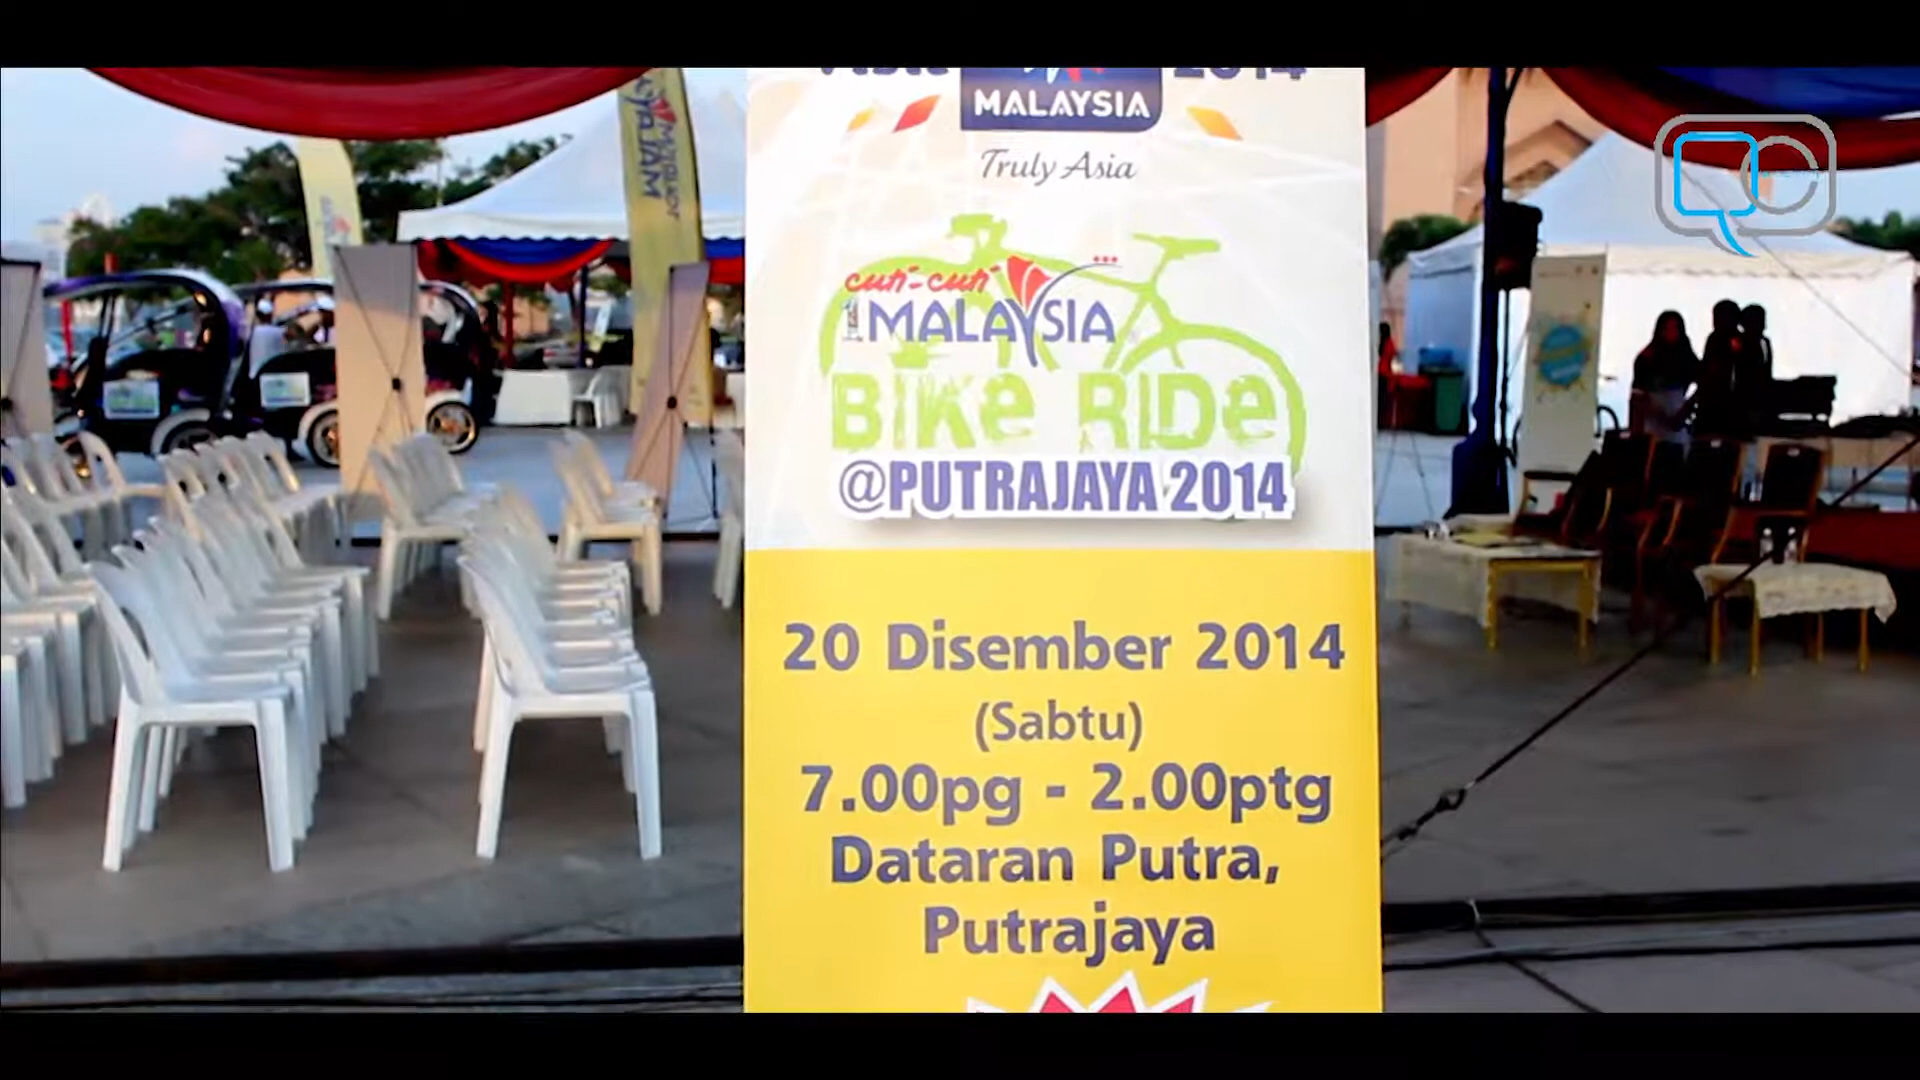 2014
MALAYSIA
Truly Asia
cuti-cuti
1MALAYSIA
BIKE RIDE
@PUTRAJAYA 2014
20 Disember 2014
(Sabtu)
7.00pg - 2.00ptg
Dataran Putra,
Putrajaya